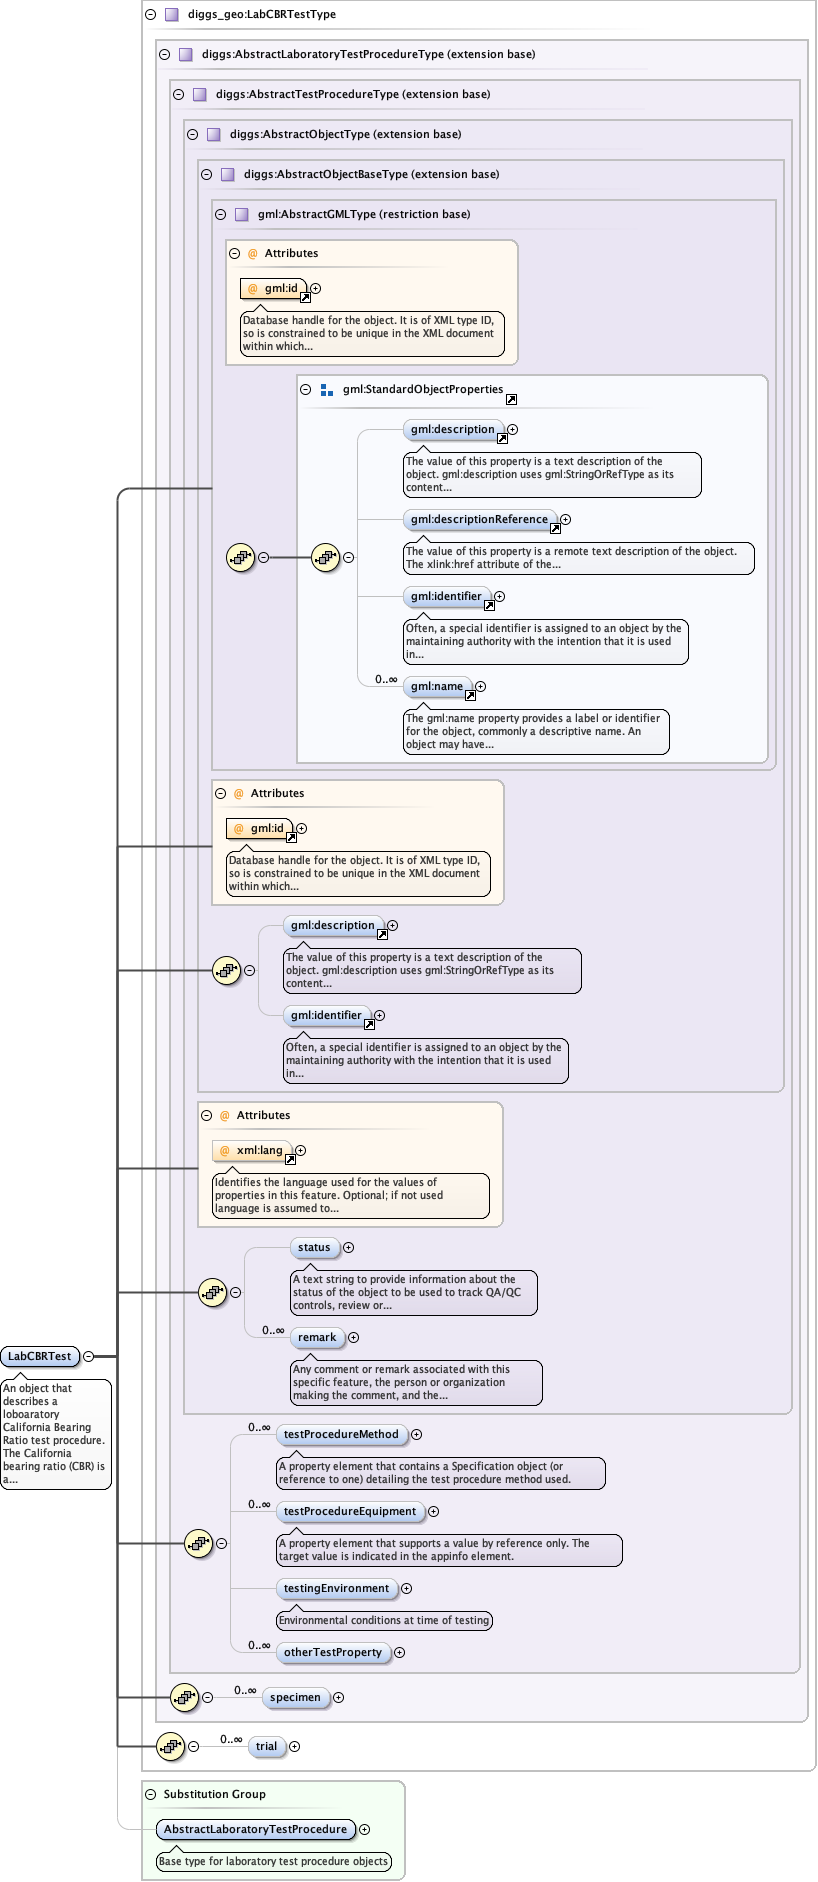 diggs_geo:LabCBRTestType
diggs:AbstractLaboratoryTestProcedureType (extension base)
diggs:AbstractTestProcedureType (extension base)
diggs:AbstractObjectType (extension base)
diggs:AbstractObjectBaseType (extension base)
gml:AbstractGMLType (restriction base)
@ Attributes
@ gml:id
Database handle for the object. It is of XML type ID,
so is constrained to be unique in the XML document
within which...
gml:StandardObjectProperties
gml:description
The value of this property is a text description of the
object. gml:description uses gml:StringOrRefType as its
content...
gml:descriptionReference
The value of this property is a remote text description of the object.
The xlink:href attribute of the...
gml:identifier
Often, a special identifier is assigned to an object by the
maintaining authority with the intention that it is used
in...
0..∞
gml:name
The gml:name property provides a label or identifier
for the object, commonly a descriptive name. An
object may have...
@ Attributes
@ gml:id
Database handle for the object. It is of XML type ID,
so is constrained to be unique in the XML document
within which...
gml:description
The value of this property is a text description of the
object. gml:description uses gml:StringOrRefType as its
content...
gml:identifier
Often, a special identifier is assigned to an object by the
maintaining authority with the intention that it is used
in...
@ Attributes
@ xml:lang
Identifies the language used for the values of
properties in this feature. Optional; if not used
language is assumed to...
status
A text string to provide information about the
status of the object to be used to track QA/QC
controls, review or...
0..∞
remark
Any comment or remark associated with this
specific feature, the person or organization
making the comment, and the...
LabCBRTest
An object that
describes a
loboaratory
California Bearing
Ratio test procedure.
The California
bearing ratio (CBR) is
a...
0..∞
testProcedureMethod
A property element that contains a Specification object (or
reference to one) detailing the test procedure method used.
0..∞
testProcedureEquipment
A property element that supports a value by reference only. The
target value is indicated in the appinfo element.
testingEnvironment
Environmental conditions at time of testing
0..∞
otherTestProperty
0..∞
specimen
0..∞
trial
Substitution Group
AbstractLaboratoryTestProcedure
Base type for laboratory test procedure objects